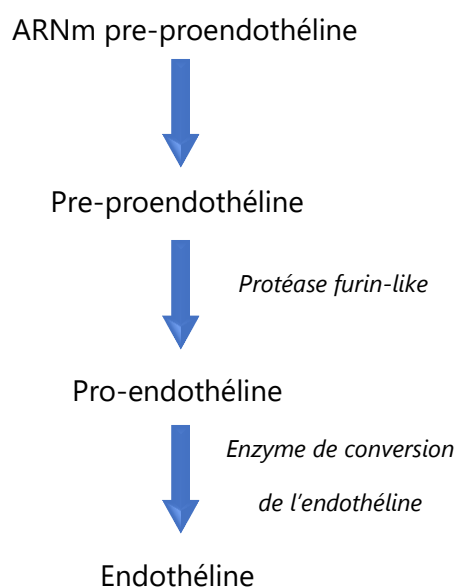 ARNm pre-proendothéline
Pre-proendothéline
Protéase furin-like
Pro-endothéline
Enzyme de conversion
de l'endothéline
Endothéline